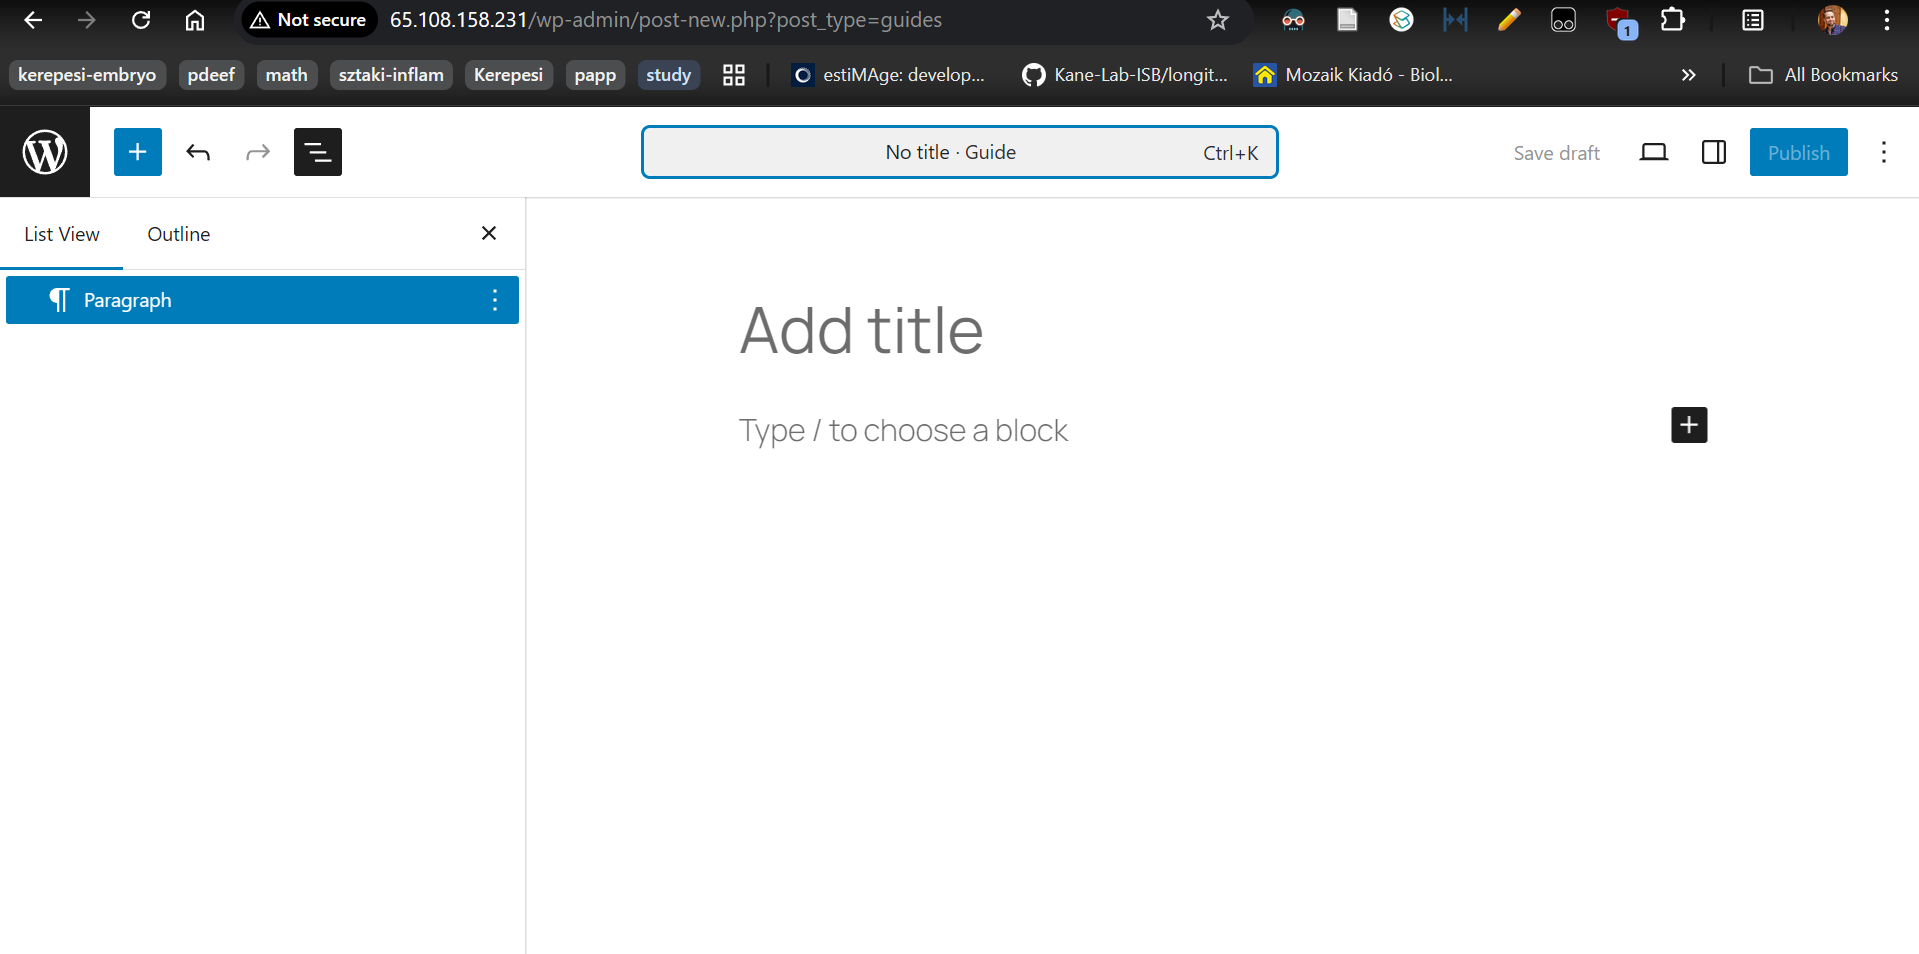 Not secure 65.108.158.231/wp-admin/post-new.php?post_type=guides
1
kerepesi-embryo pdeef math sztaki-inflam Kerepesi papp study estiMAge: develop... Kane-Lab-ISB/longit... Mozaik Kiadó - Biol... » All Bookmarks
No title · Guide Ctrl+K Save draft Publish
List View Outline
Paragraph
Add title
Type / to choose a block